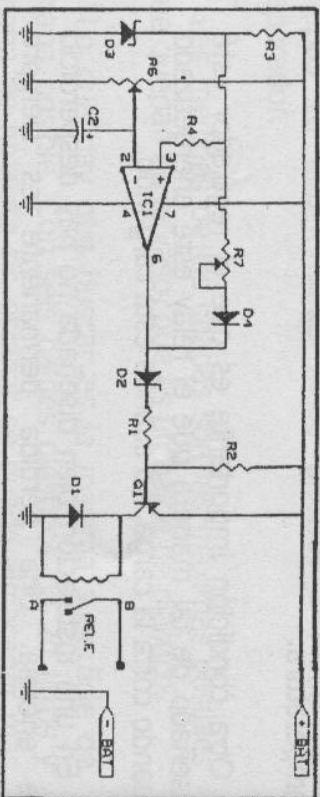 R3
+ BAT
D3
R4
R7
D4
R2
R6
3
+
7
IC1
6
D2
R1
Q1
2
-
4
C2
+
D1
RELE
A
B
- BAT